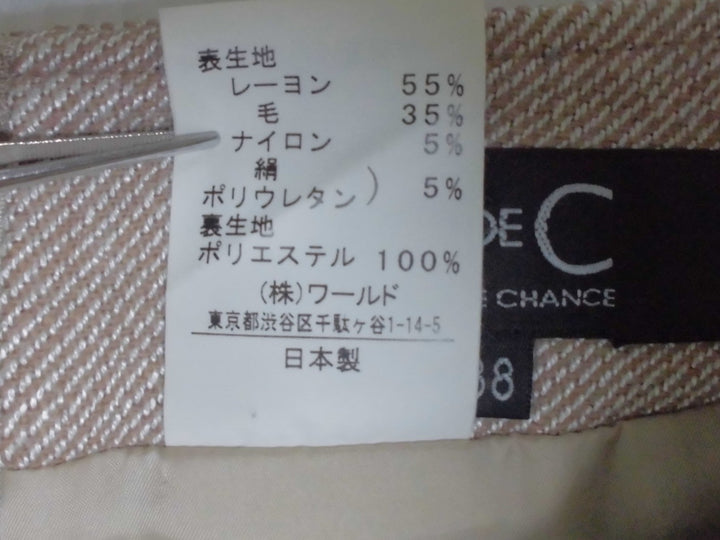 表生地
レーヨン 55%
毛 35%
ナイロン 5%
絹
ポリウレタン ) 5%
裏生地
ポリエステル 100%
(株)ワールド
東京都渋谷区千駄ヶ谷1-14-5
日本製
DE C
E CHANCE
38